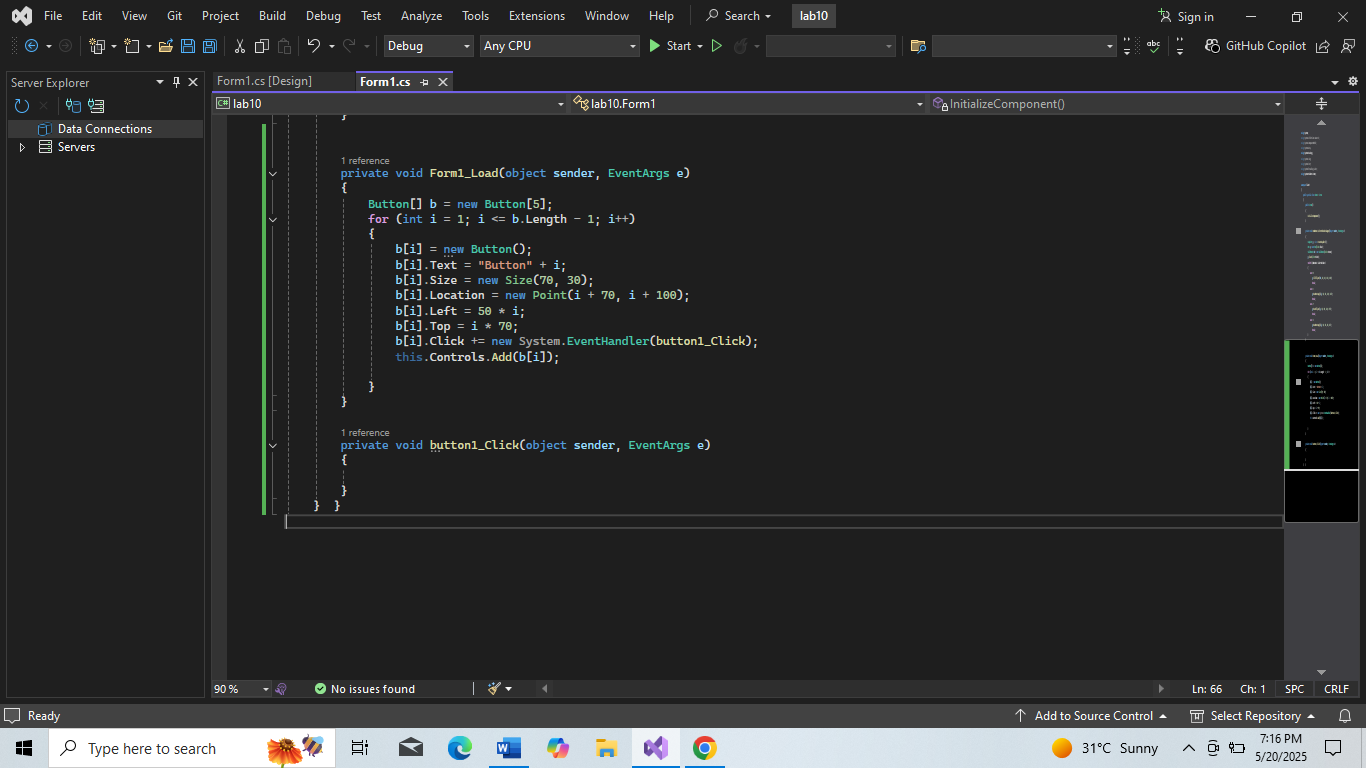 File Edit View Git Project Build Debug Test Analyze Tools Extensions Window Help Search lab10 Sign in
Debug Any CPU Start GitHub Copilot
Server Explorer
Data Connections
Servers
Form1.cs [Design] Form1.cs
C# lab10 lab10.Form1 InitializeComponent()
}
1 reference
private void Form1_Load(object sender, EventArgs e)
{
Button[] b = new Button[5];
for (int i = 1; i <= b.Length - 1; i++)
{
b[i] = new Button();
b[i].Text = "Button" + i;
b[i].Size = new Size(70, 30);
b[i].Location = new Point(i + 70, i + 100);
b[i].Left = 50 * i;
b[i].Top = i * 70;
b[i].Click += new System.EventHandler(button1_Click);
this.Controls.Add(b[i]);
}
}
1 reference
private void button1_Click(object sender, EventArgs e)
{
}
} }
90 % No issues found Ln: 66 Ch: 1 SPC CRLF
Ready Add to Source Control Select Repository
Type here to search 31°C Sunny 7:16 PM
5/20/2025